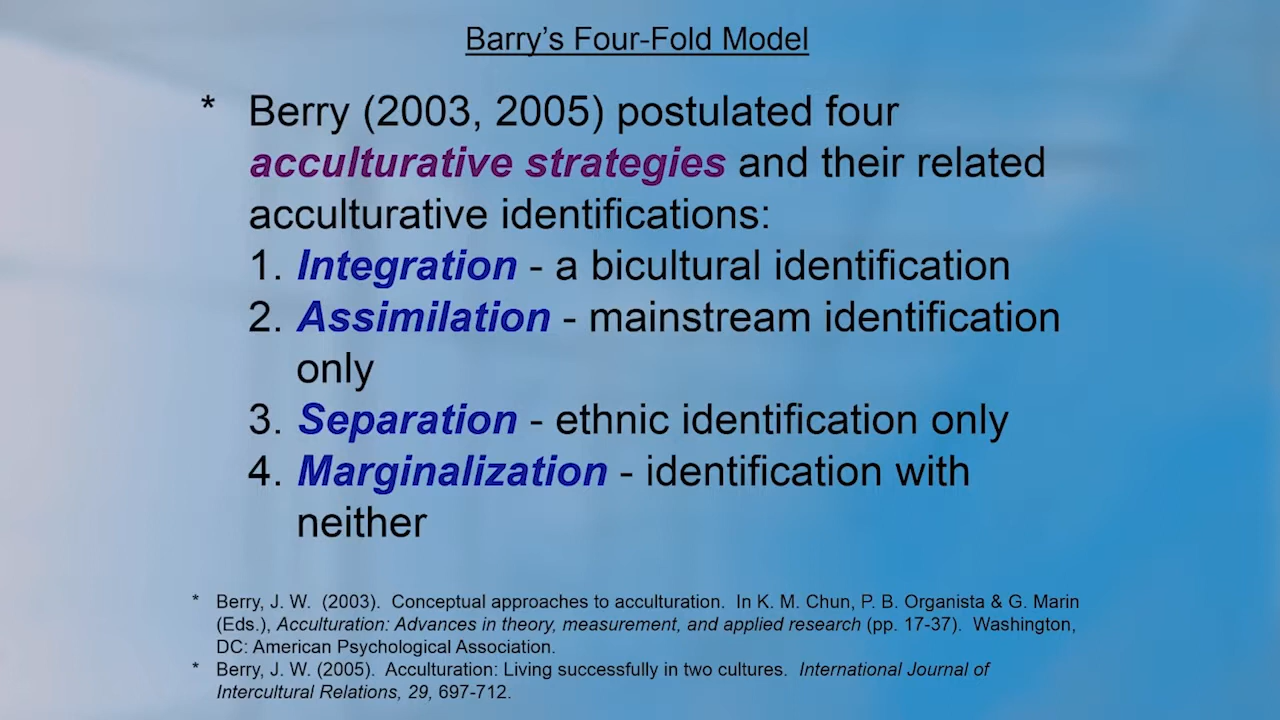 Barry’s Four-Fold Model
* Berry (2003, 2005) postulated four
acculturative strategies and their related
acculturative identifications:
1. Integration - a bicultural identification
2. Assimilation - mainstream identification
only
3. Separation - ethnic identification only
4. Marginalization - identification with
neither
* Berry, J. W. (2003). Conceptual approaches to acculturation. In K. M. Chun, P. B. Organista & G. Marin
(Eds.), Acculturation: Advances in theory, measurement, and applied research (pp. 17-37). Washington,
DC: American Psychological Association.
* Berry, J. W. (2005). Acculturation: Living successfully in two cultures. International Journal of
Intercultural Relations, 29, 697-712.